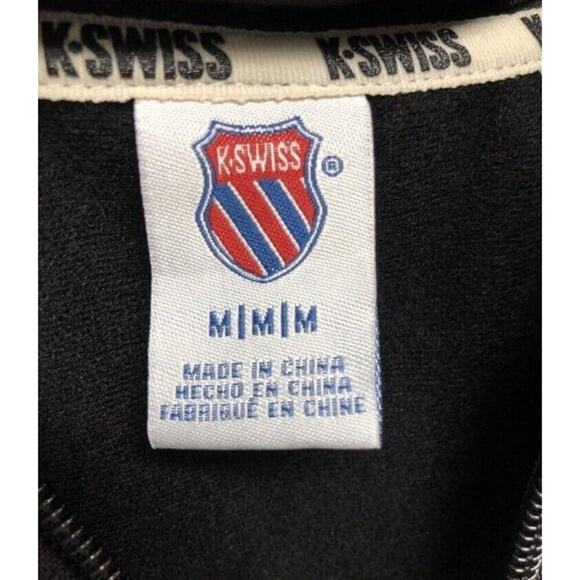 K·SWISS K·SWISS
K·SWISS ®
M|M|M
MADE IN CHINA
HECHO EN CHINA
FABRIQUÉ EN CHINE